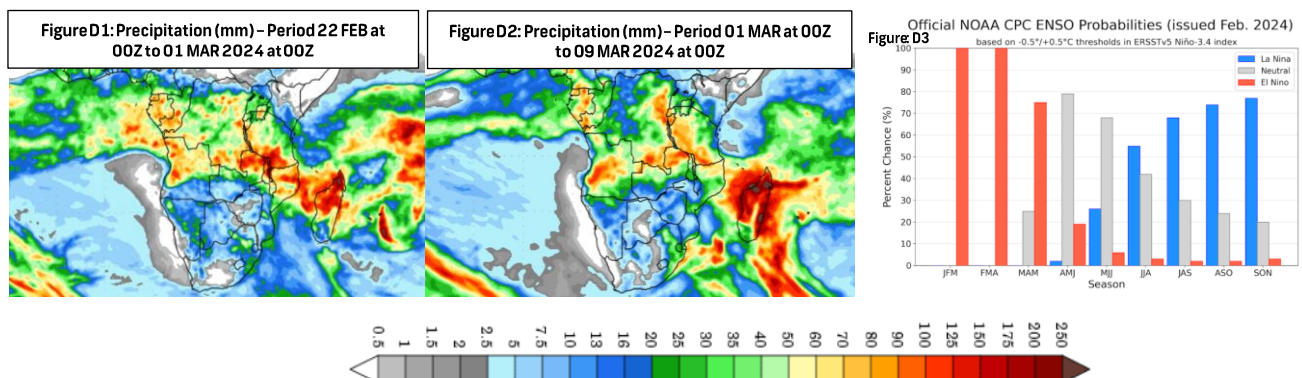 Figure D1: Precipitation (mm) – Period 22 FEB at
00Z to 01 MAR 2024 at 00Z
Figure D2: Precipitation (mm) – Period 01 MAR at 00Z
to 09 MAR 2024 at 00Z
Official NOAA CPC ENSO Probabilities (issued Feb. 2024)
Figure: D3
based on -0.5°/+0.5°C thresholds in ERSSTv5 Niño-3.4 index
La Nina
Neutral
El Nino
Percent Chance (%)
100
90
80
70
60
50
40
30
20
10
0
JFM FMA MAM AMJ MJJ JJA JAS ASO SON
Season
0.5 1 1.5 2 2.5 5 7.5 10 13 16 20 25 30 35 40 50 60 70 80 90 100 125 150 175 200 250